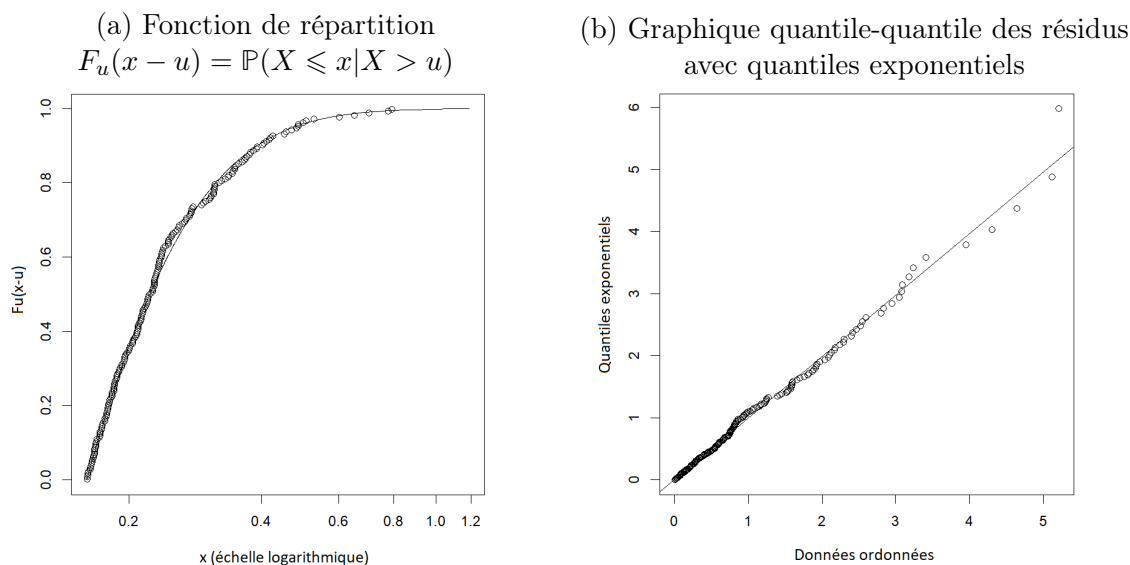 (a) Fonction de répartition
F_u(x − u) = ℙ(X ⩽ x|X > u)
1.0
0.8
0.6
0.4
0.2
0.0
Fu(x-u)
0.2 0.4 0.6 0.8 1.0 1.2
x (échelle logarithmique)
(b) Graphique quantile-quantile des résidus
avec quantiles exponentiels
6
5
4
3
2
1
0
Quantiles exponentiels
0 1 2 3 4 5
Données ordonnées